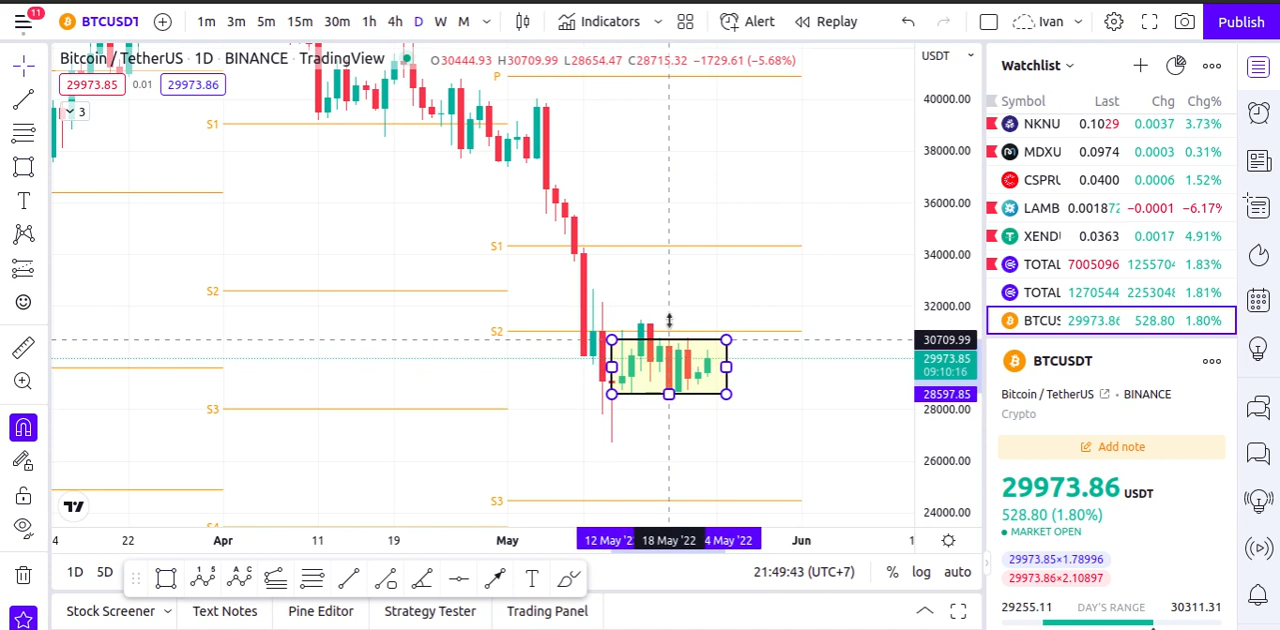 11
BTCUSDT
1m 3m 5m 15m 30m 1h 4h D W M
Indicators
Alert
Replay
Ivan
Publish
Bitcoin / TetherUS · 1D · BINANCE · TradingView
O30444.93 H30709.99 L28654.47 C28715.32 −1729.61 (−5.68%)
29973.85 0.01 29973.86
3
USDT
40000.00
38000.00
36000.00
34000.00
32000.00
30709.99
29973.85
09:10:16
28597.85
28000.00
26000.00
24000.00
P
S1
S1
S2
S2
S3
S3
S4
4 22 Apr 11 19 May 12 May '2 18 May '22 4 May '22 Jun 1
1D 5D
21:49:43 (UTC+7) % log auto
Stock Screener Text Notes Pine Editor Strategy Tester Trading Panel
Watchlist
Symbol Last Chg Chg%
NKNU 0.1029 0.0037 3.73%
MDXU 0.0974 0.0003 0.31%
CSPRU 0.0400 0.0006 1.52%
LAMB 0.001872 −0.0001 −6.17%
XENDU 0.0363 0.0017 4.91%
TOTAL 7005096 1255704 1.83%
TOTAL 1270544 2253048 1.81%
BTCUS 29973.86 528.80 1.80%
BTCUSDT
Bitcoin / TetherUS • BINANCE
Crypto
Add note
29973.86 USDT
528.80 (1.80%)
MARKET OPEN
29973.85×1.78996
29973.86×2.10897
29255.11 DAY'S RANGE 30311.31